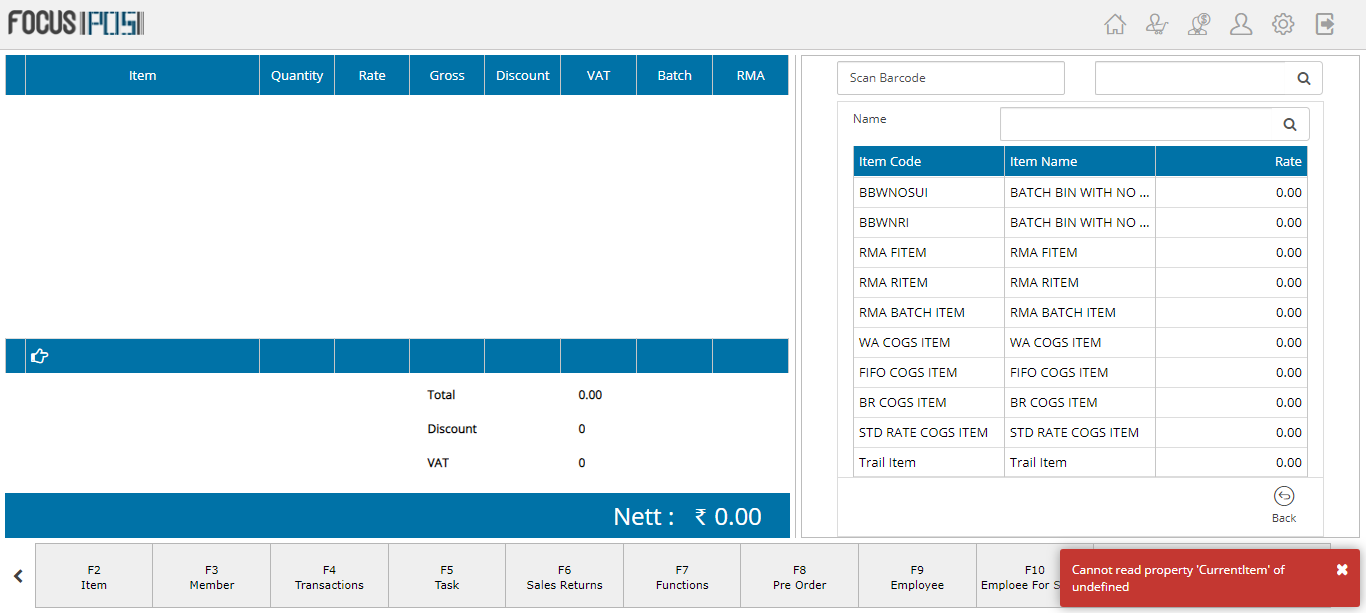 FOCUS POS
Item Quantity Rate Gross Discount VAT Batch RMA
Total 0.00
Discount 0
VAT 0
Nett : ₹ 0.00
Scan Barcode
Name
Item Code Item Name Rate
BBWNOSUI BATCH BIN WITH NO ... 0.00
BBWNRI BATCH BIN WITH NO ... 0.00
RMA FITEM RMA FITEM 0.00
RMA RITEM RMA RITEM 0.00
RMA BATCH ITEM RMA BATCH ITEM 0.00
WA COGS ITEM WA COGS ITEM 0.00
FIFO COGS ITEM FIFO COGS ITEM 0.00
BR COGS ITEM BR COGS ITEM 0.00
STD RATE COGS ITEM STD RATE COGS ITEM 0.00
Trail Item Trail Item 0.00
Back
F2
Item
F3
Member
F4
Transactions
F5
Task
F6
Sales Returns
F7
Functions
F8
Pre Order
F9
Employee
F10
Emploee For S
Cannot read property 'CurrentItem' of
undefined